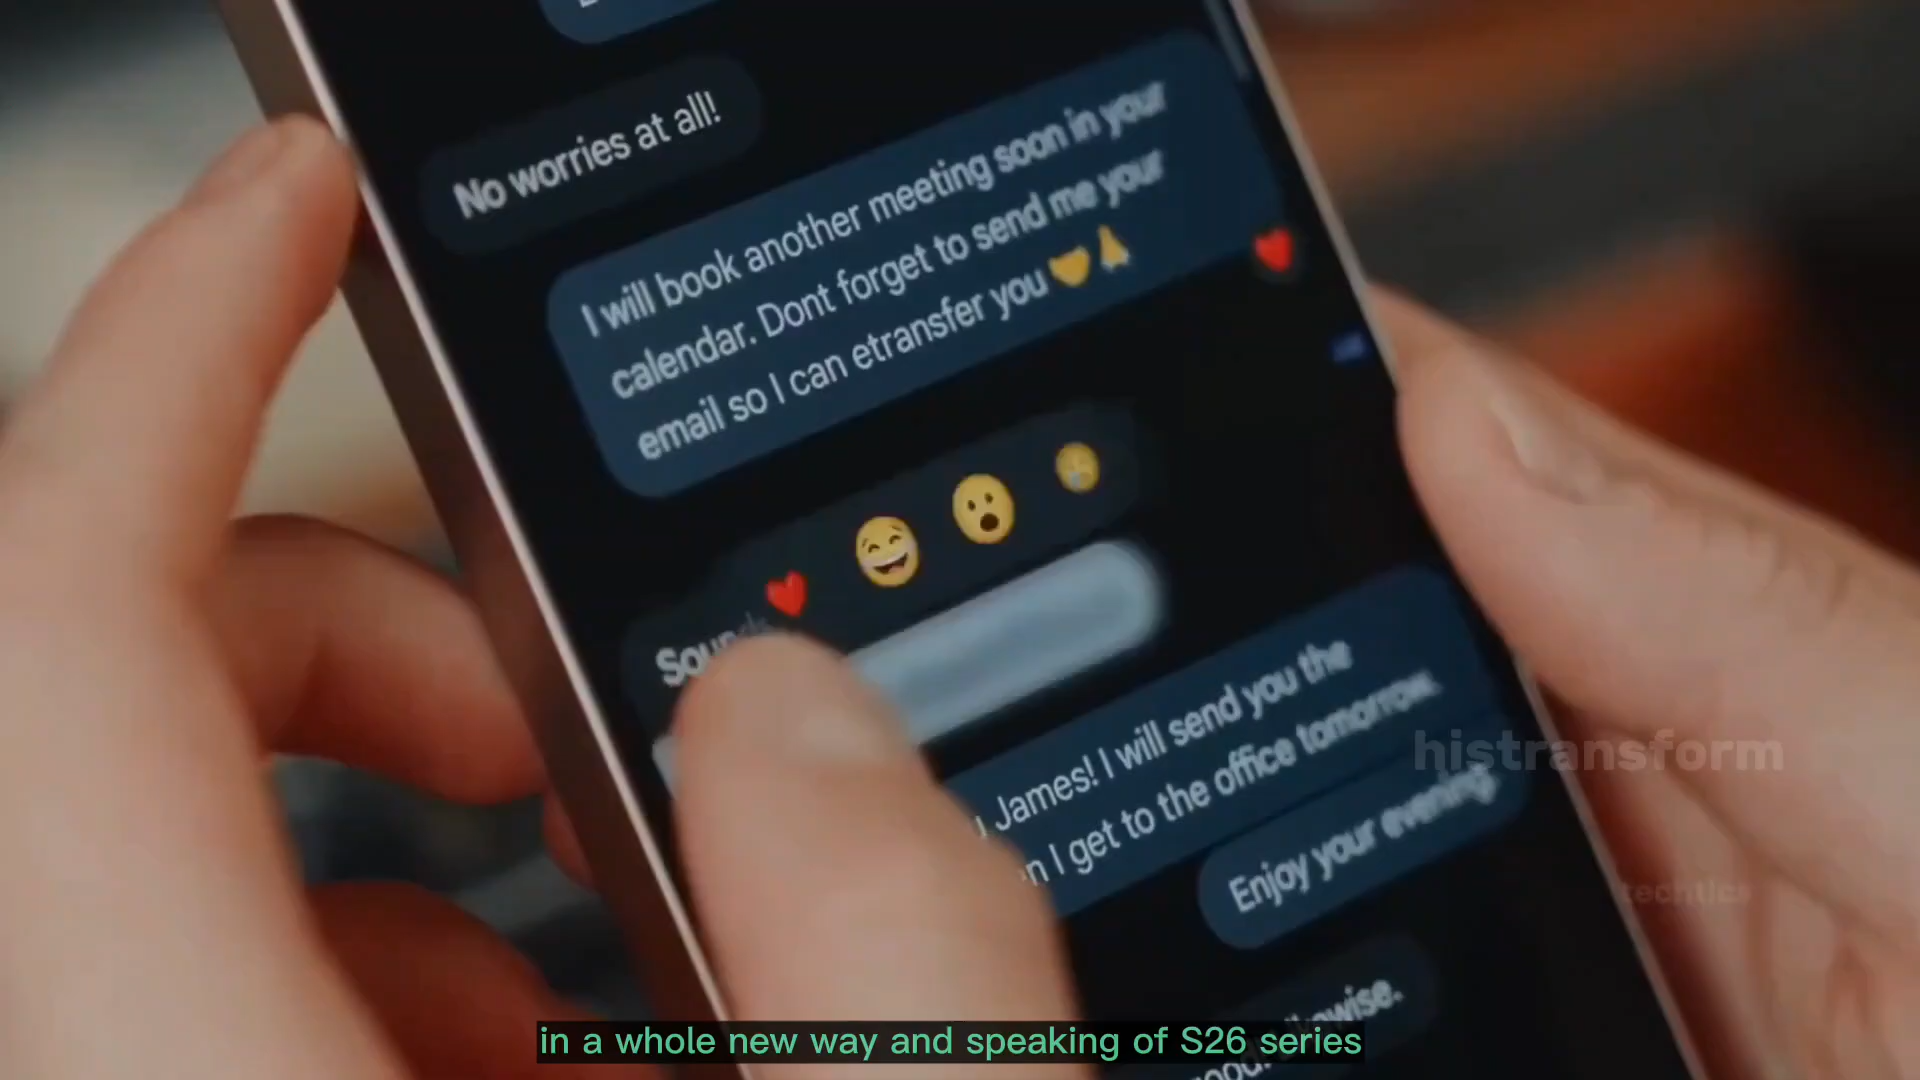 No worries at all!
I will book another meeting soon in your
calendar. Dont forget to send me your
email so I can etransfer you
James! I will send you the
I get to the office tomorrow.
Enjoy your evening.
histransform
techtics
in a whole new way and speaking of S26 series